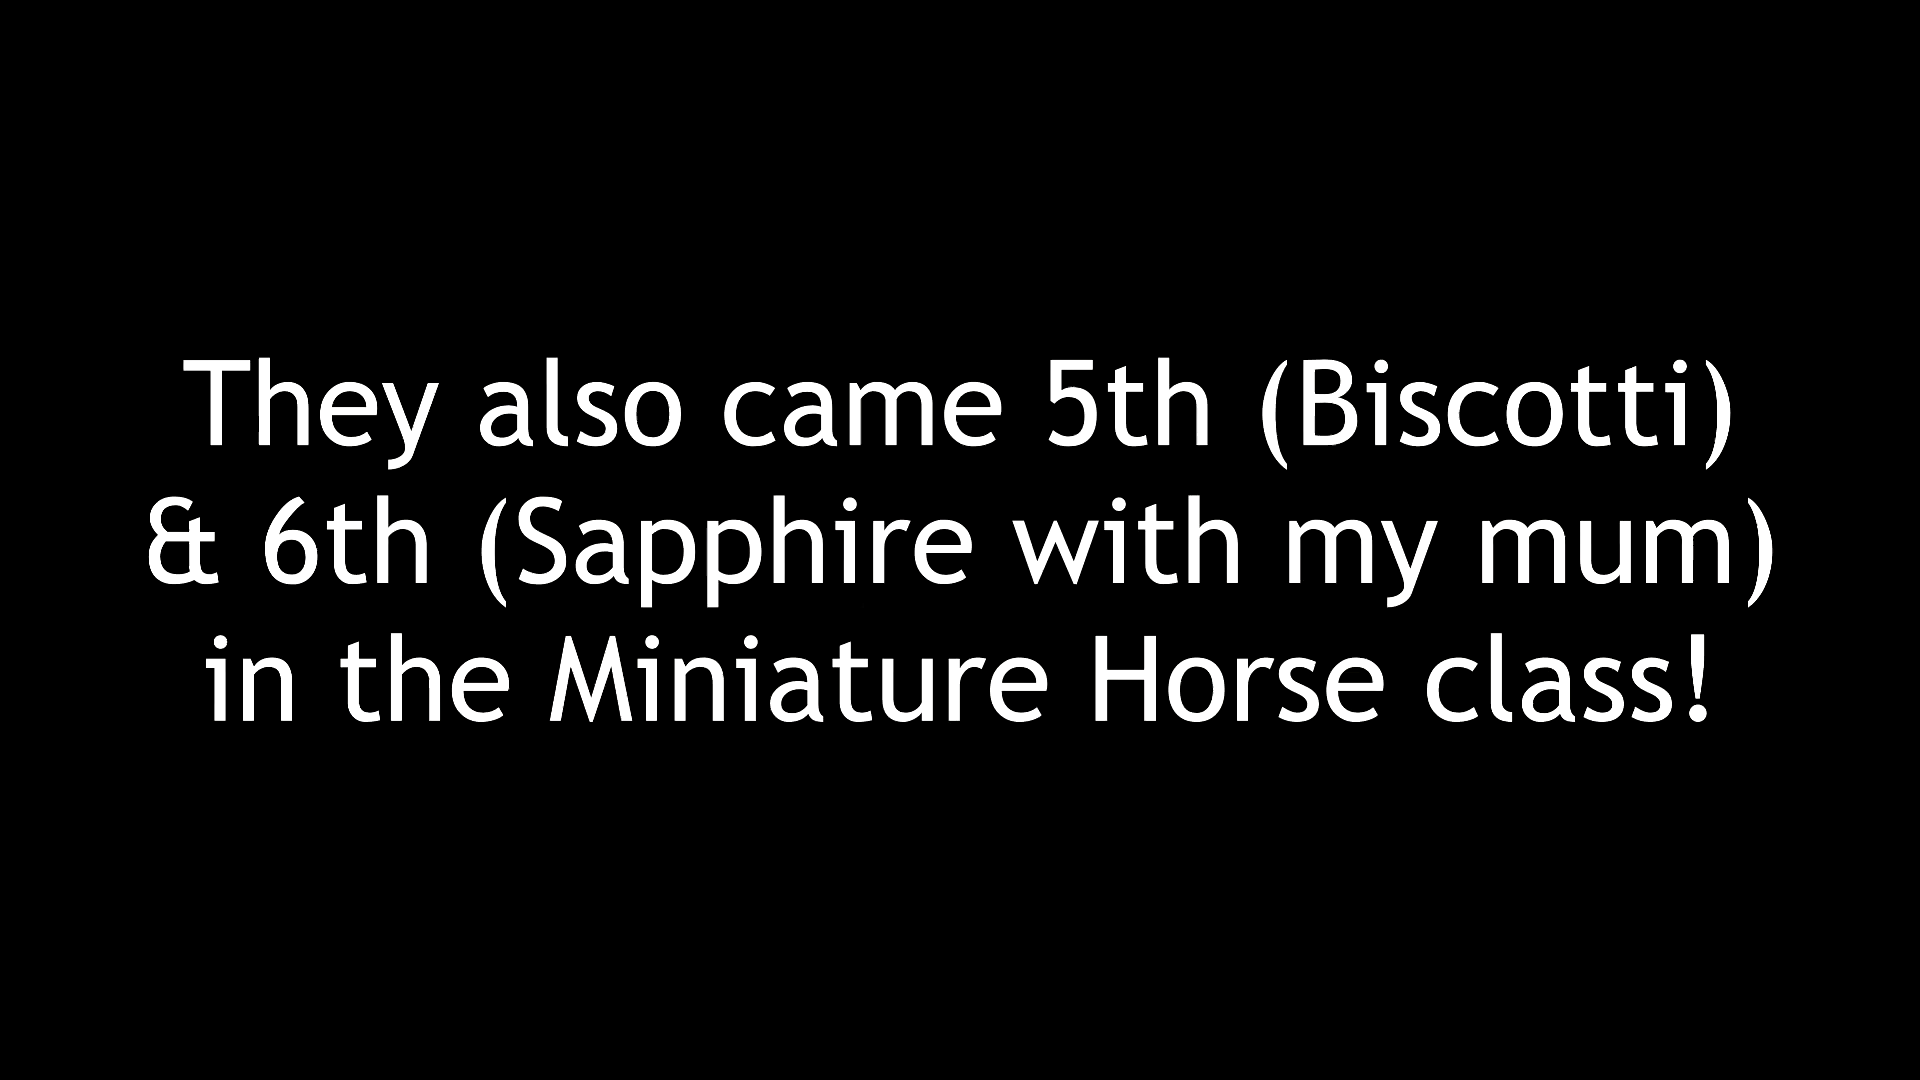 They also came 5th (Biscotti)
& 6th (Sapphire with my mum)
in the Miniature Horse class!